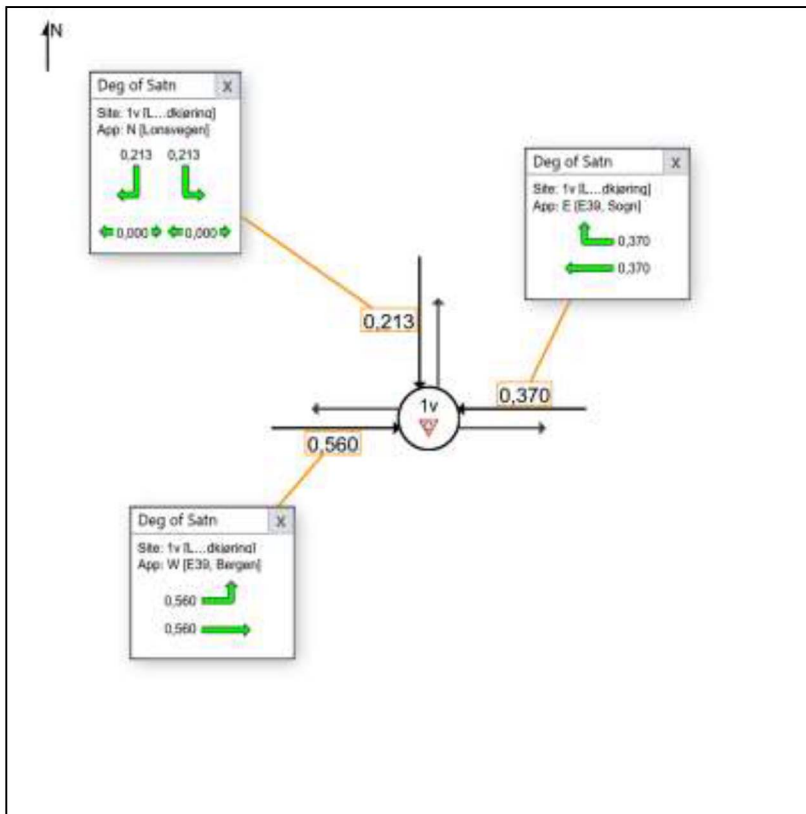 N
Deg of Satn X
Site: 1v [L...dkjøring]
App: N [Lonsvegen]
0,213 0,213
0,000 0,000
Deg of Satn X
Site: 1v [L...dkjøring]
App: E [E39, Sogn]
0,370
0,370
0,213
0,370
1v
0,560
Deg of Satn X
Site: 1v [L...dkjøring]
App: W [E39, Bergen]
0,560
0,560